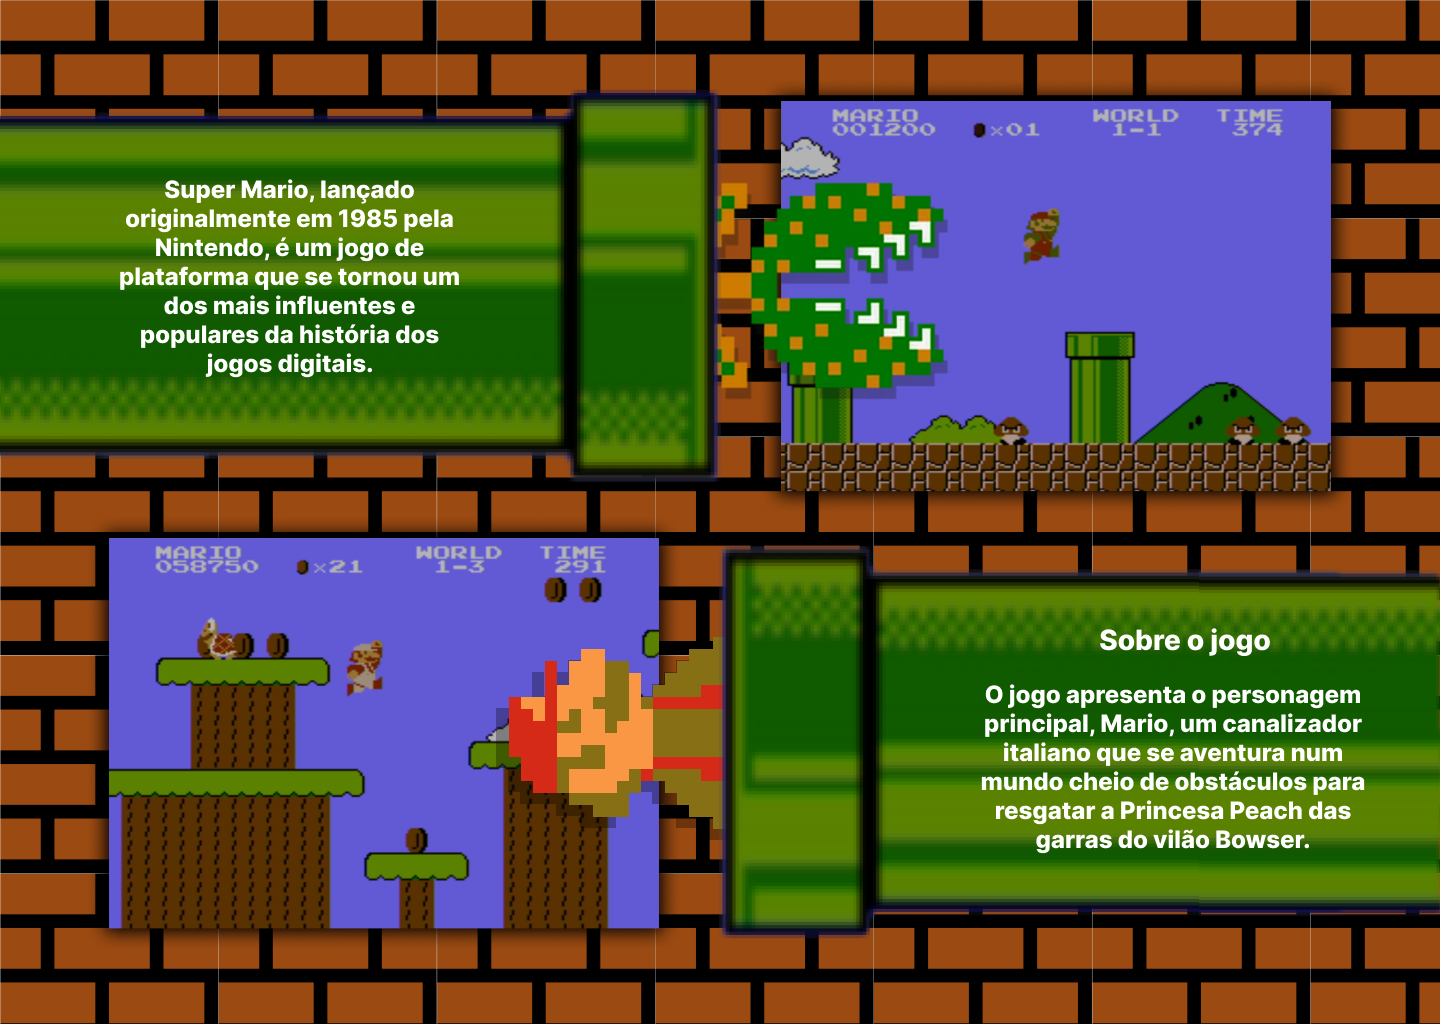 Super Mario, lançado
originalmente em 1985 pela
Nintendo, é um jogo de
plataforma que se tornou um
dos mais influentes e
populares da história dos
jogos digitais.
MARIO WORLD TIME
001200 ×01 1-1 374
MARIO WORLD TIME
058750 ×21 1-3 291
Sobre o jogo
O jogo apresenta o personagem
principal, Mario, um canalizador
italiano que se aventura num
mundo cheio de obstáculos para
resgatar a Princesa Peach das
garras do vilão Bowser.